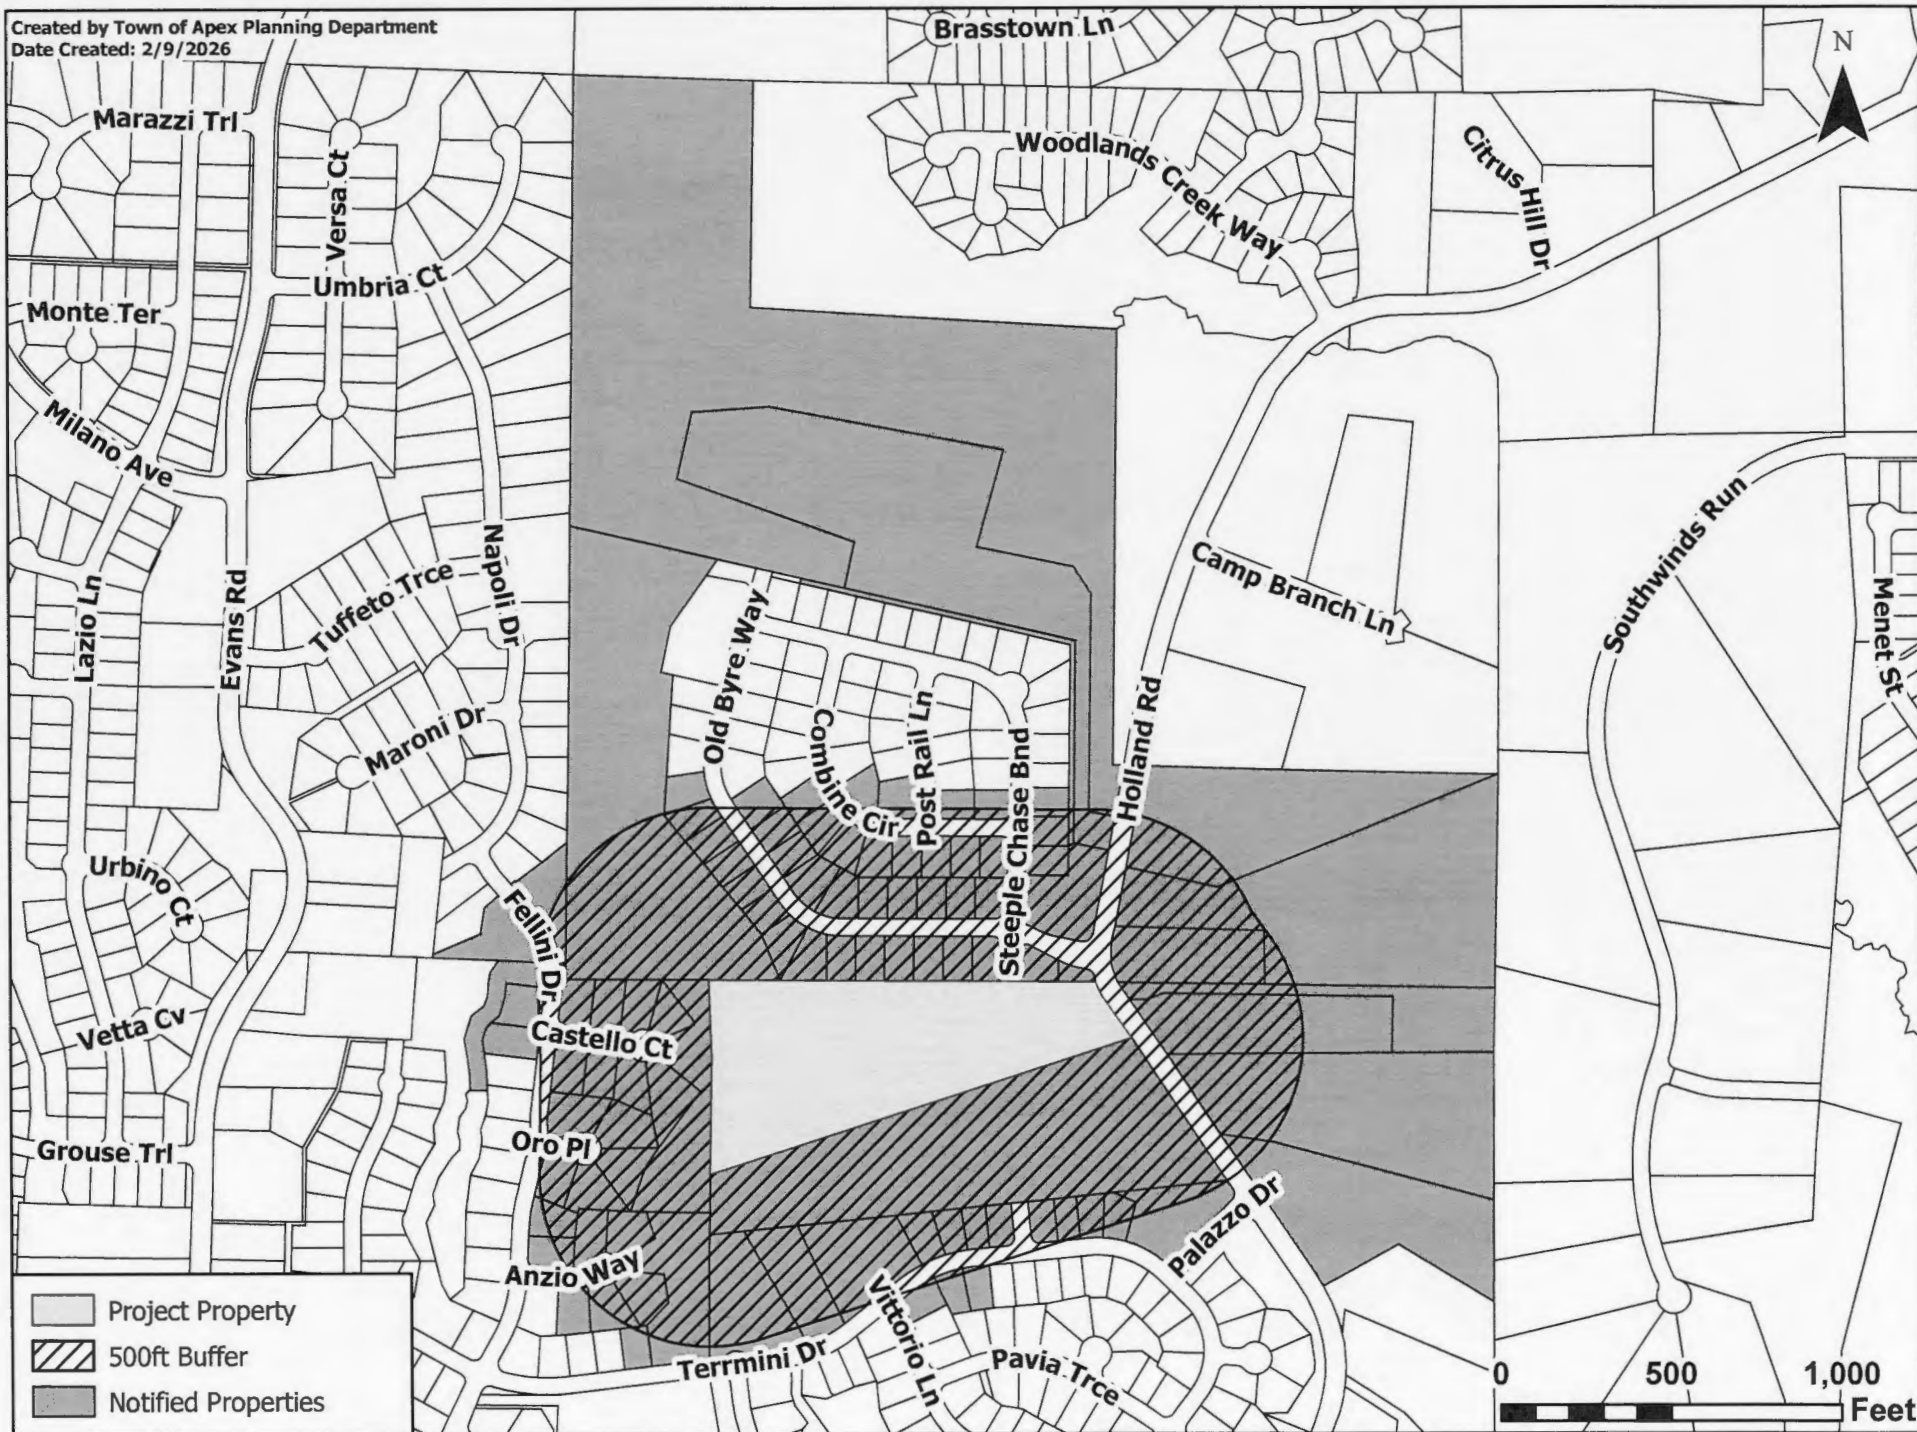 Created by Town of Apex Planning Department
Date Created: 2/9/2026
Brasstown Ln
N
Marazzi Trl
Versa Ct
Woodlands Creek Way
Citrus Hill Dr
Umbria Ct
Monte Ter
Milano Ave
Napoli Dr
Southwinds Run
Camp Branch Ln
Tuffeto Trce
Evans Rd
Lazio Ln
Menet St
Old Byre Way
Combine Cir
Post Rail Ln
Steeple Chase Bnd
Holland Rd
Maroni Dr
Urbino Ct
Fellini Dr
Vetta Cv
Castello Ct
Oro Pl
Grouse Trl
Palazzo Dr
Anzio Way
Vittorio Ln
Terrmini Dr
Pavia Trce
Project Property
500ft Buffer
Notified Properties
0 500 1,000
Feet